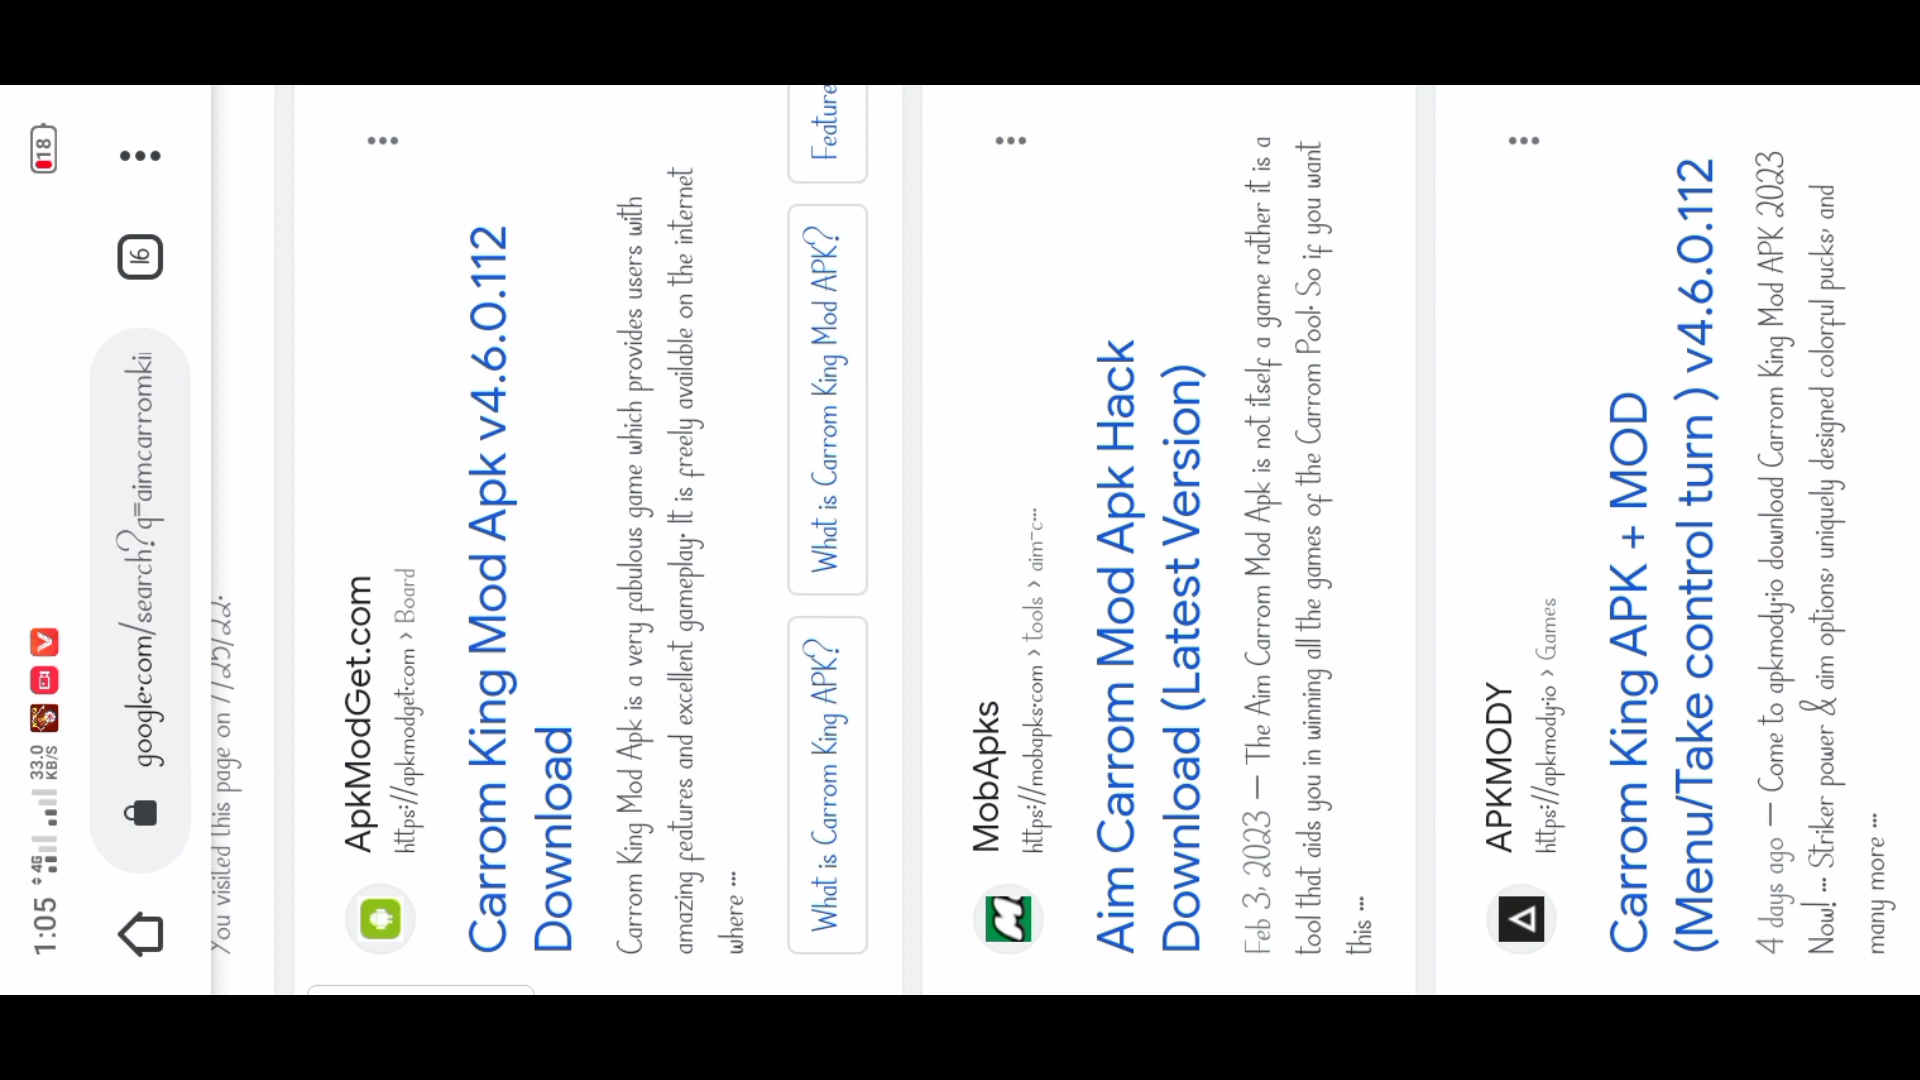 1:05 4G 33.0 KB/S 18
google.com/search?q=aimcarromki
16
You visited this page on
ApkModGet.com
https://apkmodget.com › Board
Carrom King Mod Apk v4.6.0.112
Download
Carrom King Mod Apk is a very fabulous game which provides users with
amazing features and excellent gameplay. It is freely available on the internet
where ...
What is Carrom King APK?
What is Carrom King Mod APK?
Feature
MobApks
https://mobapks.com › tools › aim-c...
Aim Carrom Mod Apk Hack
Download (Latest Version)
Feb 3, 2023 — The Aim Carrom Mod Apk is not itself a game rather it is a
tool that aids you in winning all the games of the Carrom Pool. So if you want
this ...
APKMODY
https://apkmody.io › Games
Carrom King APK + MOD
(Menu/Take control turn ) v4.6.0.112
4 days ago — Come to apkmody.io download Carrom King Mod APK 2023
Now! ... Striker power & aim options, uniquely designed colorful pucks, and
many more ...